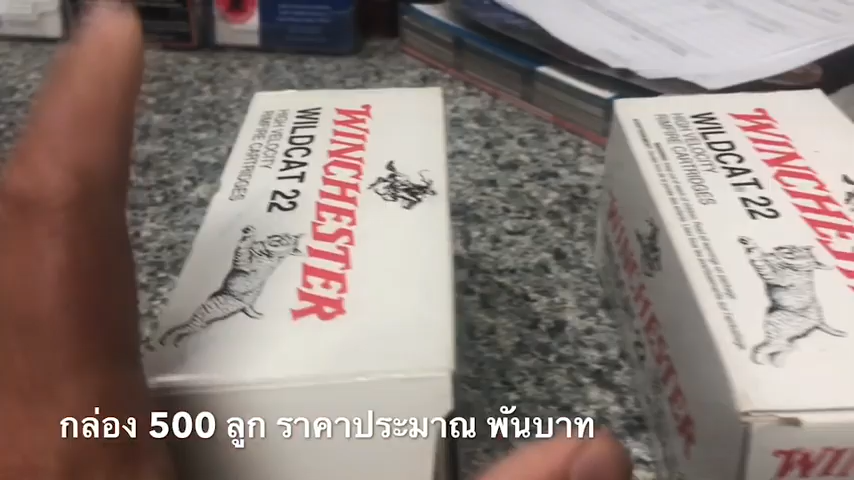 WINCHESTER
WILDCAT 22
HIGH VELOCITY
RIMFIRE CARTRIDGES
WINCHESTER
WILDCAT 22
HIGH VELOCITY
RIMFIRE CARTRIDGES
WINCHESTER
กล่อง 500 ลูก ราคาประมาณ พันบาท